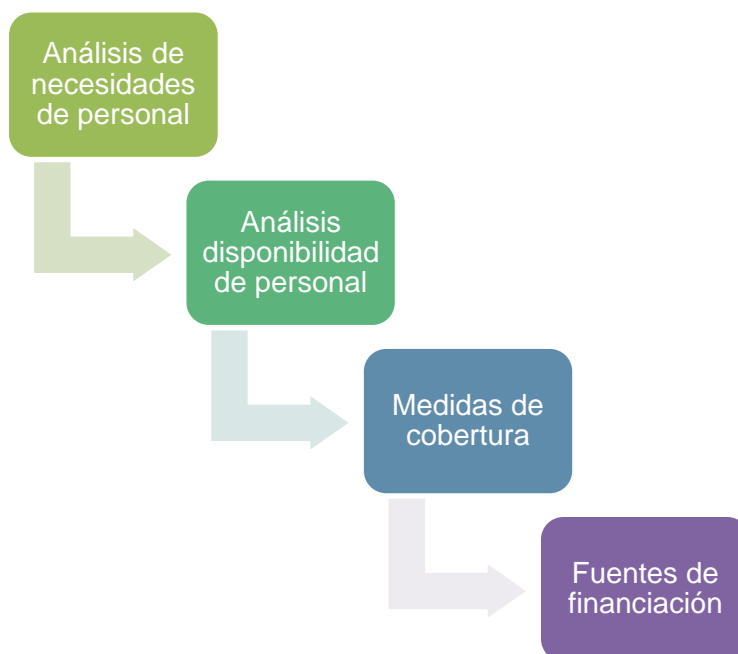 Análisis de
necesidades
de personal
Análisis
disponibilidad
de personal
Medidas de
cobertura
Fuentes de
financiación